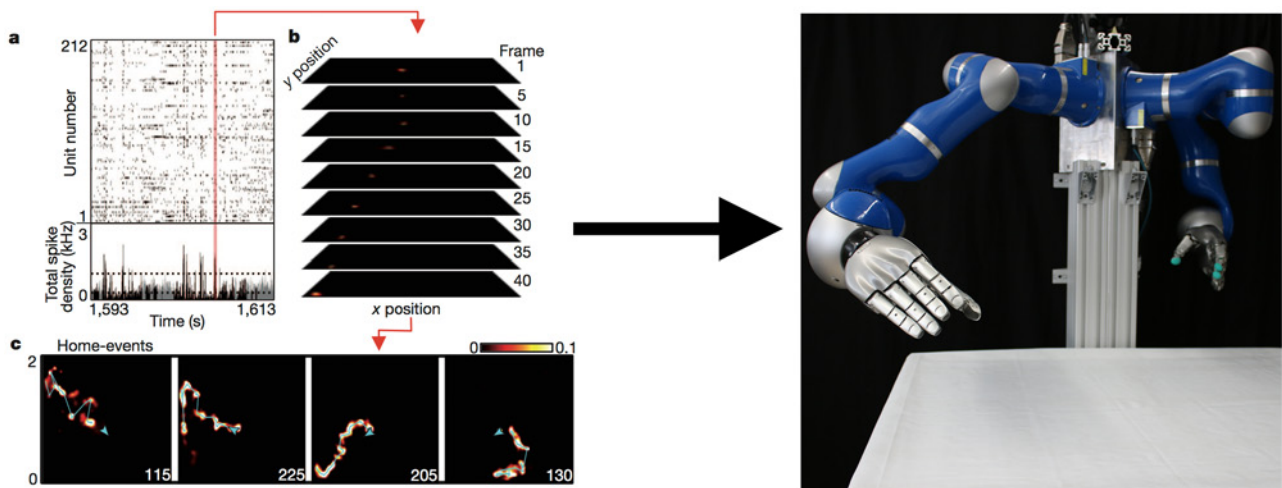 a
212
Unit number
1
3
Total spike
density (kHz)
0
1,593
1,613
Time (s)
b
y position
Frame
1
5
10
15
20
25
30
35
40
x position
c
Home-events
0
0.1
2
0
115
225
205
130